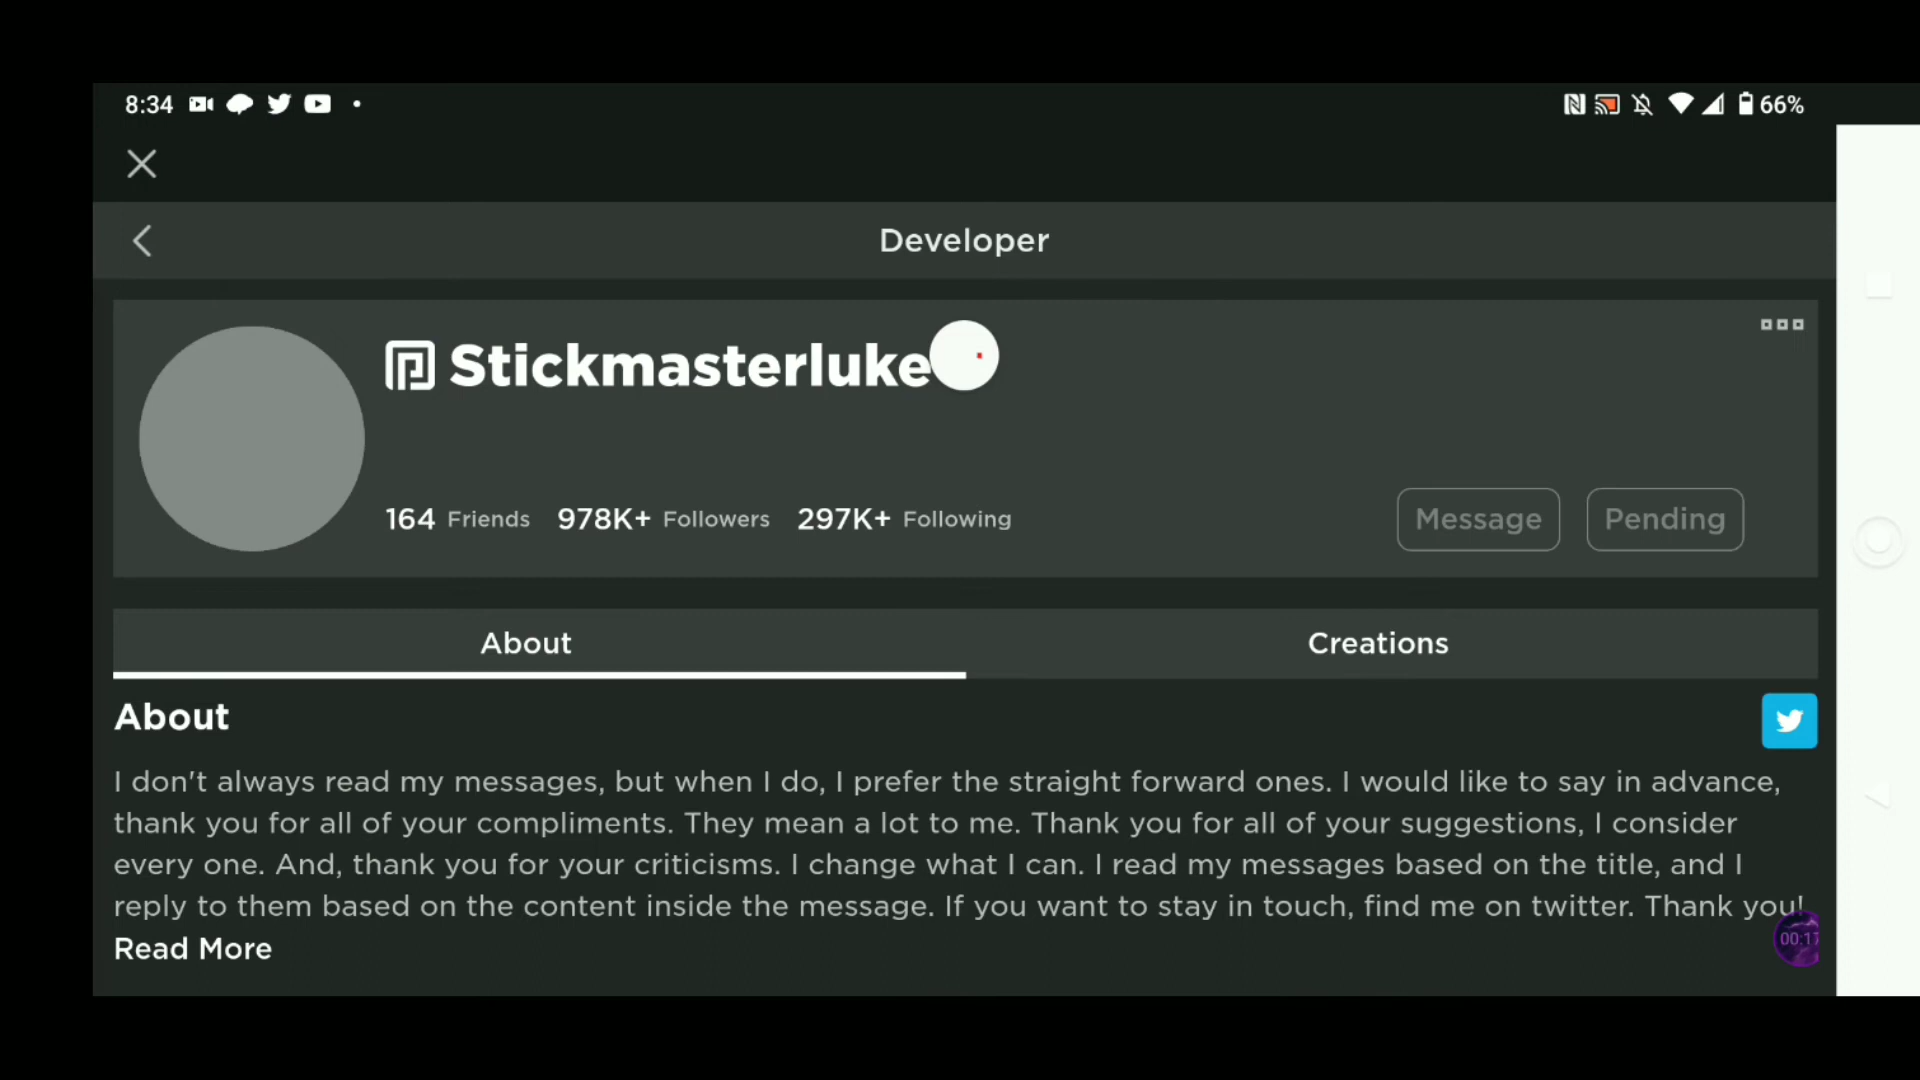 8:34 66%
Developer
Stickmasterluke
164 Friends 978K+ Followers 297K+ Following Message Pending
About Creations
About
I don't always read my messages, but when I do, I prefer the straight forward ones. I would like to say in advance,
thank you for all of your compliments. They mean a lot to me. Thank you for all of your suggestions, I consider
every one. And, thank you for your criticisms. I change what I can. I read my messages based on the title, and I
reply to them based on the content inside the message. If you want to stay in touch, find me on twitter. Thank you!
Read More